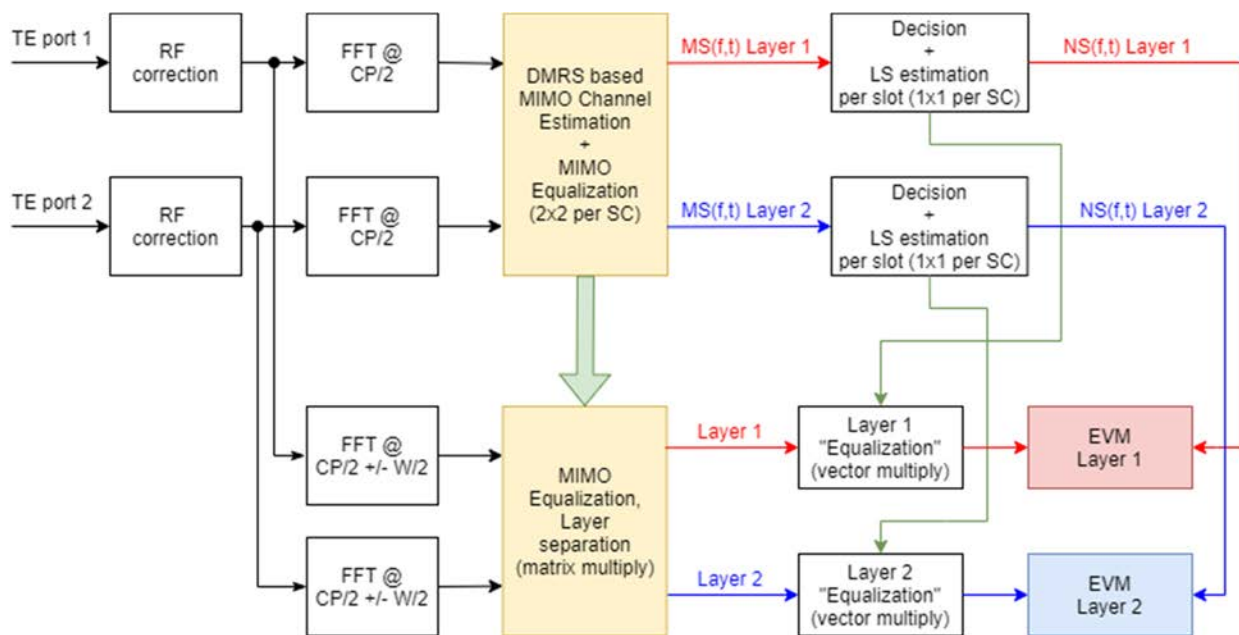 TE port 1
RF
correction
FFT @
CP/2
DMRS based
MIMO Channel
Estimation
+
MIMO
Equalization
(2x2 per SC)
MS(f,t) Layer 1
Decision
+
LS estimation
per slot (1x1 per SC)
NS(f,t) Layer 1
TE port 2
RF
correction
FFT @
CP/2
MS(f,t) Layer 2
Decision
+
LS estimation
per slot (1x1 per SC)
NS(f,t) Layer 2
FFT @
CP/2 +/- W/2
MIMO
Equalization,
Layer
separation
(matrix multiply)
Layer 1
Layer 1
"Equalization"
(vector multiply)
EVM
Layer 1
FFT @
CP/2 +/- W/2
Layer 2
Layer 2
"Equalization"
(vector multiply)
EVM
Layer 2